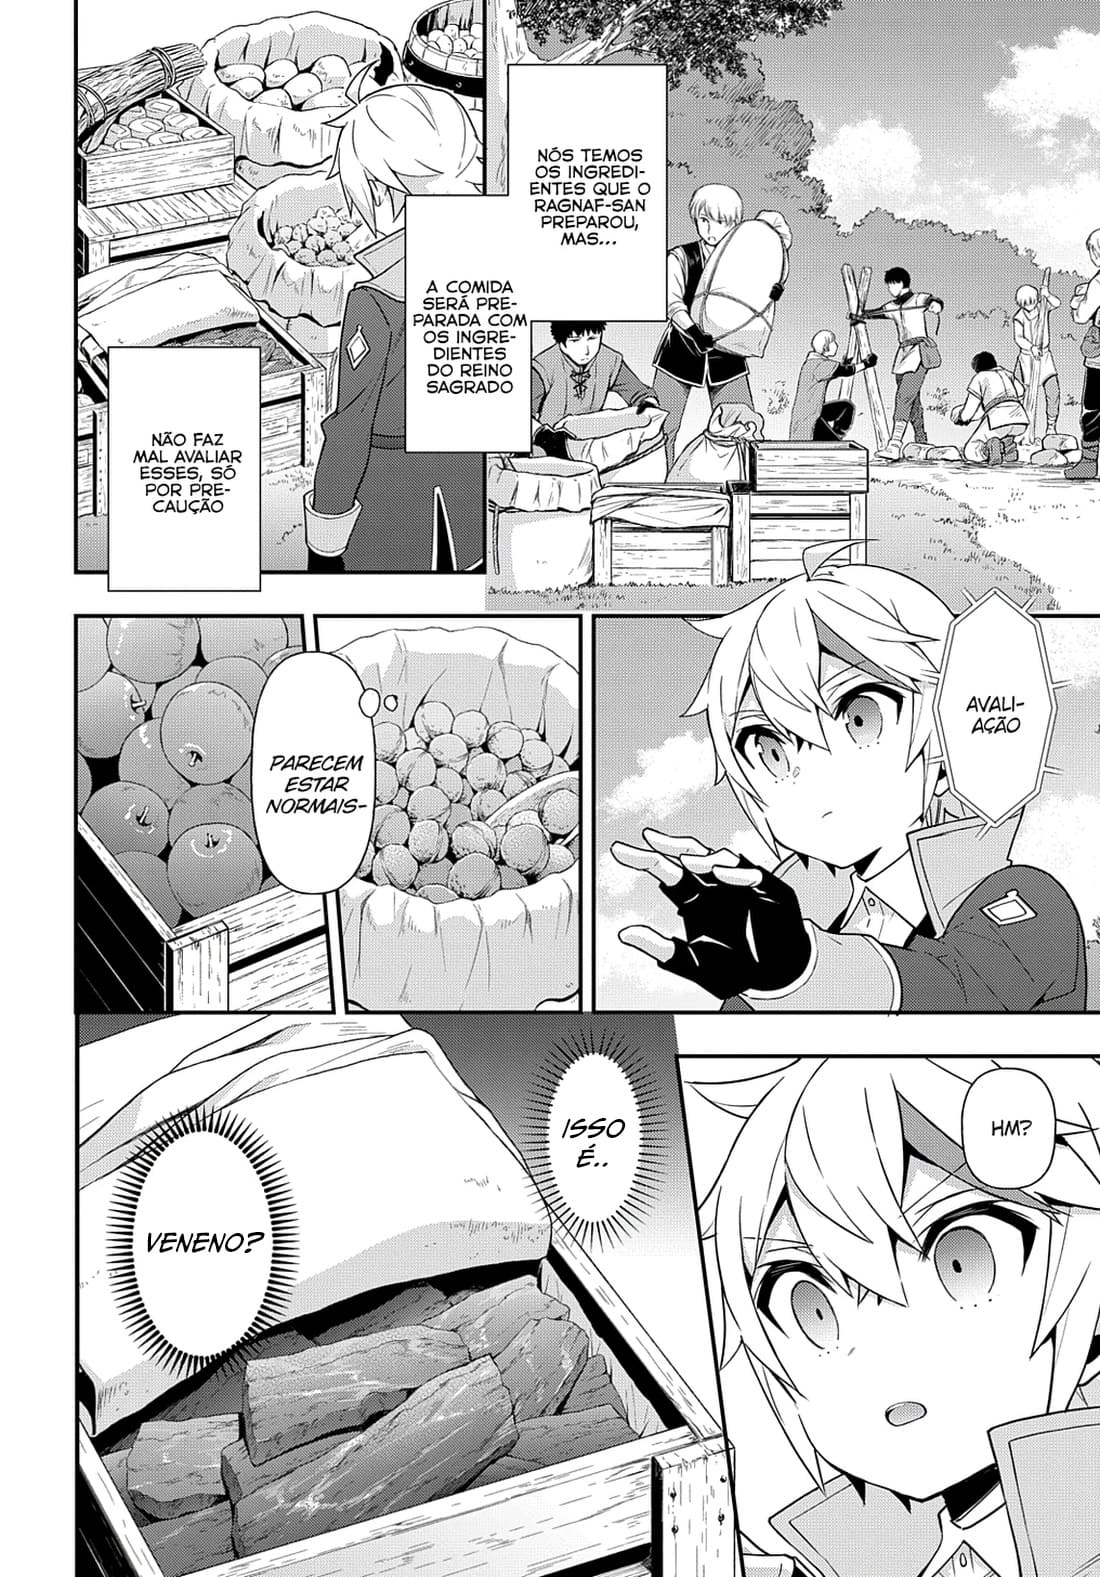 NÓS TEMOS
OS INGREDI-
ENTES QUE O
RAGNAF-SAN
PREPAROU,
MAS...
A COMIDA
SERÁ PRE-
PARADA COM
OS INGRE-
DIENTES
DO REINO
SAGRADO
NÃO FAZ
MAL AVALIAR
ESSES, SÓ
POR PRE-
CAUÇÃO
AVALI-
AÇÃO
PARECEM
ESTAR
NORMAIS-
HM?
ISSO
É..
VENENO?